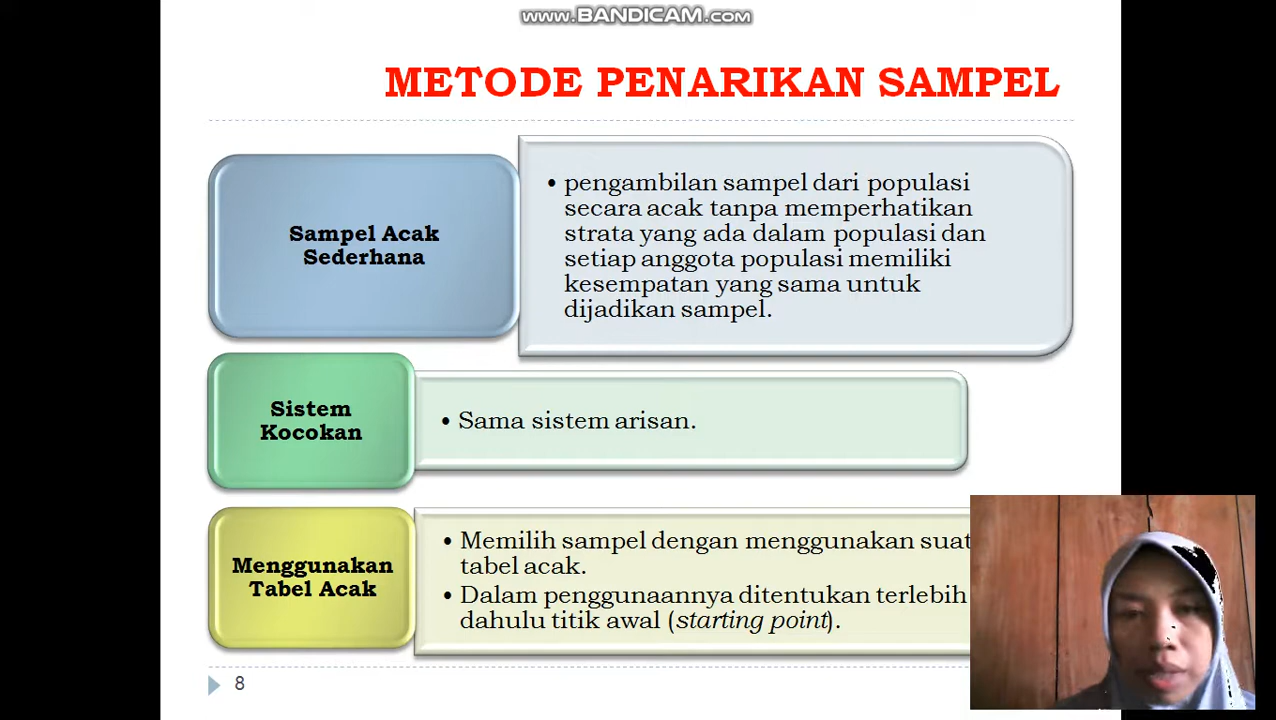 www.BANDICAM.com
METODE PENARIKAN SAMPEL
Sampel Acak
Sederhana
• pengambilan sampel dari populasi
secara acak tanpa memperhatikan
strata yang ada dalam populasi dan
setiap anggota populasi memiliki
kesempatan yang sama untuk
dijadikan sampel.
Sistem
Kocokan
• Sama sistem arisan.
Menggunakan
Tabel Acak
• Memilih sampel dengan menggunakan suat
tabel acak.
• Dalam penggunaannya ditentukan terlebih
dahulu titik awal (starting point).
8